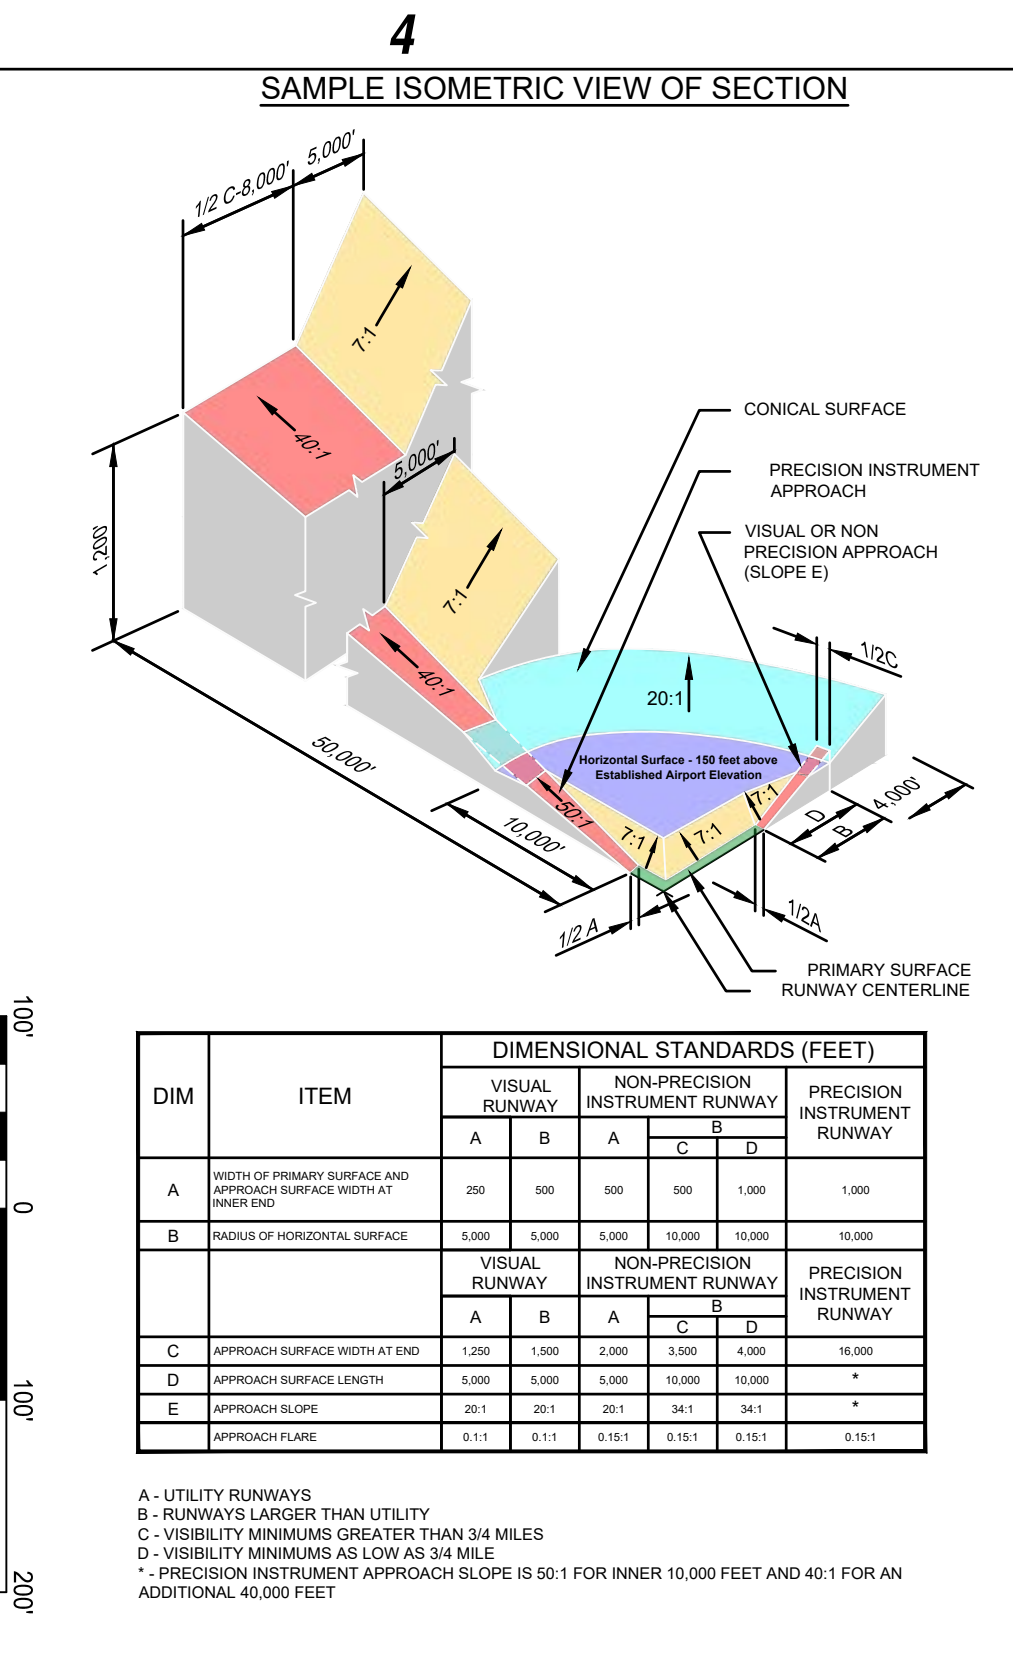 4
SAMPLE ISOMETRIC VIEW OF SECTION
5,000'
1/2 C-8,000'
7:1
40:1
5,000'
CONICAL SURFACE
PRECISION INSTRUMENT
APPROACH
VISUAL OR NON
PRECISION APPROACH
(SLOPE E)
1,200'
7:1
40:1
1/2C
20:1
50,000'
Horizontal Surface - 150 feet above
Established Airport Elevation
50:1
7:1
7:1
7:1
4,000'
D
B
10,000'
1/2 A
1/2A
PRIMARY SURFACE
RUNWAY CENTERLINE
100'
0
100'
200'
DIM
ITEM
DIMENSIONAL STANDARDS (FEET)
VISUAL
RUNWAY
NON-PRECISION
INSTRUMENT RUNWAY
PRECISION
INSTRUMENT
RUNWAY
A
B
A
B
C
D
A
WIDTH OF PRIMARY SURFACE AND
APPROACH SURFACE WIDTH AT
INNER END
250
500
500
500
1,000
1,000
B
RADIUS OF HORIZONTAL SURFACE
5,000
5,000
5,000
10,000
10,000
10,000
VISUAL
RUNWAY
NON-PRECISION
INSTRUMENT RUNWAY
PRECISION
INSTRUMENT
RUNWAY
A
B
A
B
C
D
C
APPROACH SURFACE WIDTH AT END
1,250
1,500
2,000
3,500
4,000
16,000
D
APPROACH SURFACE LENGTH
5,000
5,000
5,000
10,000
10,000
*
E
APPROACH SLOPE
20:1
20:1
20:1
34:1
34:1
*
APPROACH FLARE
0.1:1
0.1:1
0.15:1
0.15:1
0.15:1
0.15:1
A - UTILITY RUNWAYS
B - RUNWAYS LARGER THAN UTILITY
C - VISIBILITY MINIMUMS GREATER THAN 3/4 MILES
D - VISIBILITY MINIMUMS AS LOW AS 3/4 MILE
* - PRECISION INSTRUMENT APPROACH SLOPE IS 50:1 FOR INNER 10,000 FEET AND 40:1 FOR AN
ADDITIONAL 40,000 FEET